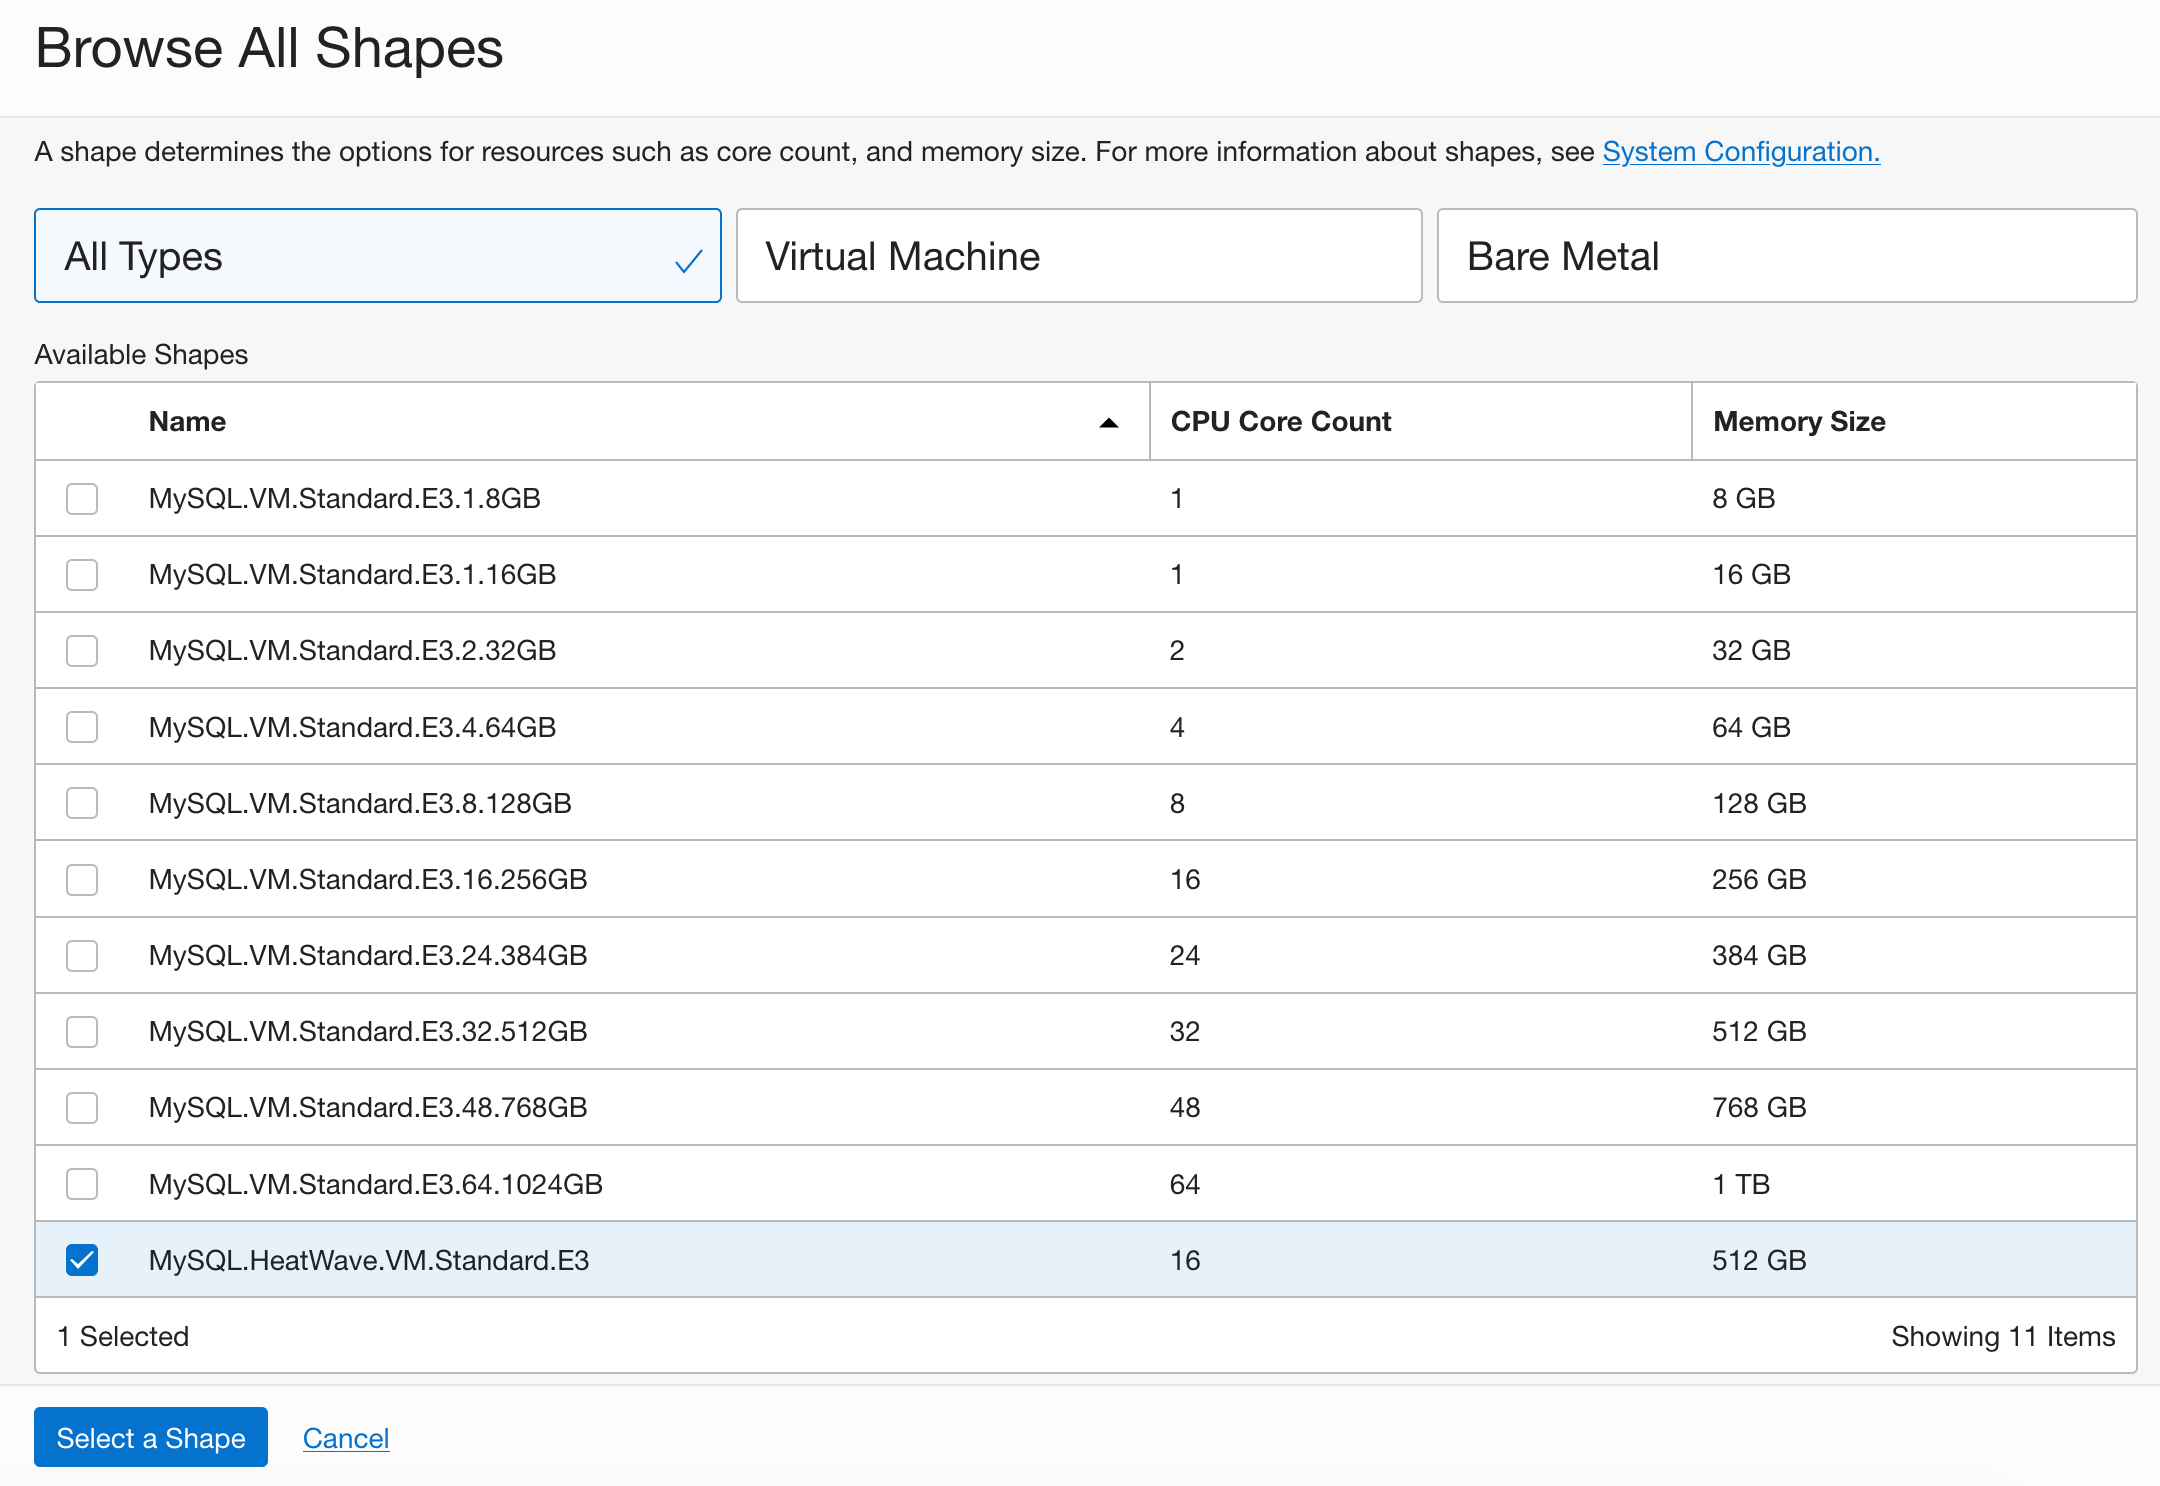 Browse All Shapes
A shape determines the options for resources such as core count, and memory size. For more information about shapes, see System Configuration.
All Types Virtual Machine Bare Metal
Available Shapes
Name CPU Core Count Memory Size
MySQL.VM.Standard.E3.1.8GB 1 8 GB
MySQL.VM.Standard.E3.1.16GB 1 16 GB
MySQL.VM.Standard.E3.2.32GB 2 32 GB
MySQL.VM.Standard.E3.4.64GB 4 64 GB
MySQL.VM.Standard.E3.8.128GB 8 128 GB
MySQL.VM.Standard.E3.16.256GB 16 256 GB
MySQL.VM.Standard.E3.24.384GB 24 384 GB
MySQL.VM.Standard.E3.32.512GB 32 512 GB
MySQL.VM.Standard.E3.48.768GB 48 768 GB
MySQL.VM.Standard.E3.64.1024GB 64 1 TB
MySQL.HeatWave.VM.Standard.E3 16 512 GB
1 Selected Showing 11 Items
Select a Shape Cancel